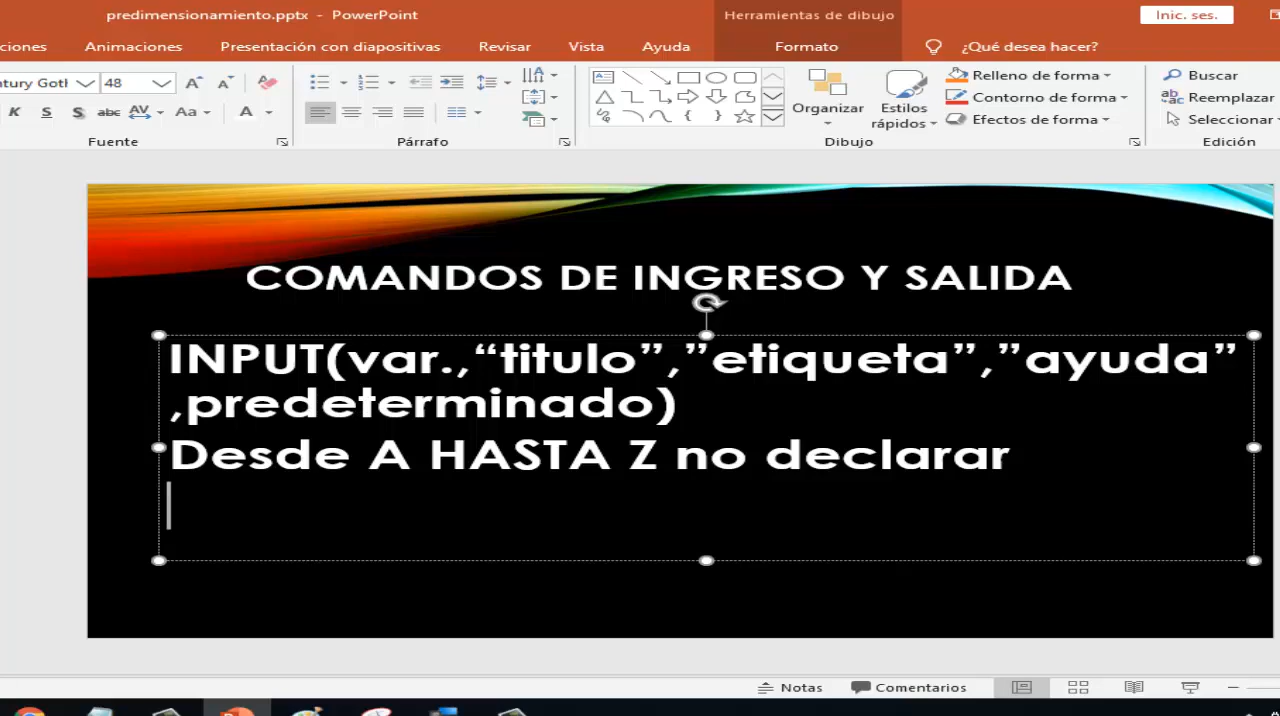 predimensionamiento.pptx - PowerPoint
Herramientas de dibujo
Inic. ses.
ciones Animaciones Presentación con diapositivas Revisar Vista Ayuda Formato ¿Qué desea hacer?
ntury Gotl 48
K S S abc AV Aa A
Organizar
Estilos rápidos
Relleno de forma
Contorno de forma
Efectos de forma
Buscar
Reemplazar
Seleccionar
Fuente Párrafo Dibujo Edición
COMANDOS DE INGRESO Y SALIDA
INPUT(var.,“titulo”,”etiqueta”,”ayuda”
,predeterminado)
Desde A HASTA Z no declarar
Notas Comentarios